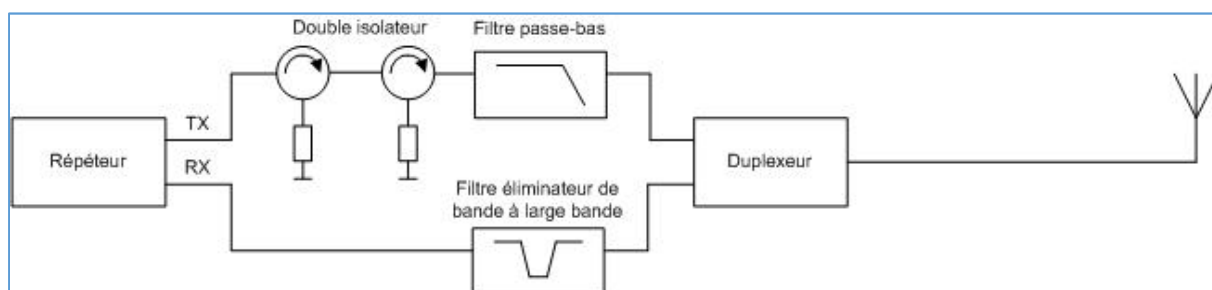 Double isolateur
Filtre passe-bas
TX
Répéteur
RX
Duplexeur
Filtre éliminateur de
bande à large bande